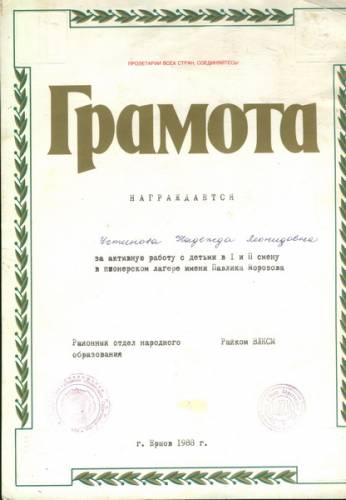 ПРОЛЕТАРИИ ВСЕХ СТРАН, СОЕДИНЯЙТЕСЬ!
Грамота
НАГРАЖДАЕТСЯ
Устинова Надежда Леонидовна
за активную работу с детьми в I и II смену
в пионерском лагере имени Павлика Морозова
Районный отдел народного
образования
Райком ВЛКСМ
г. Ершов 1988 г.